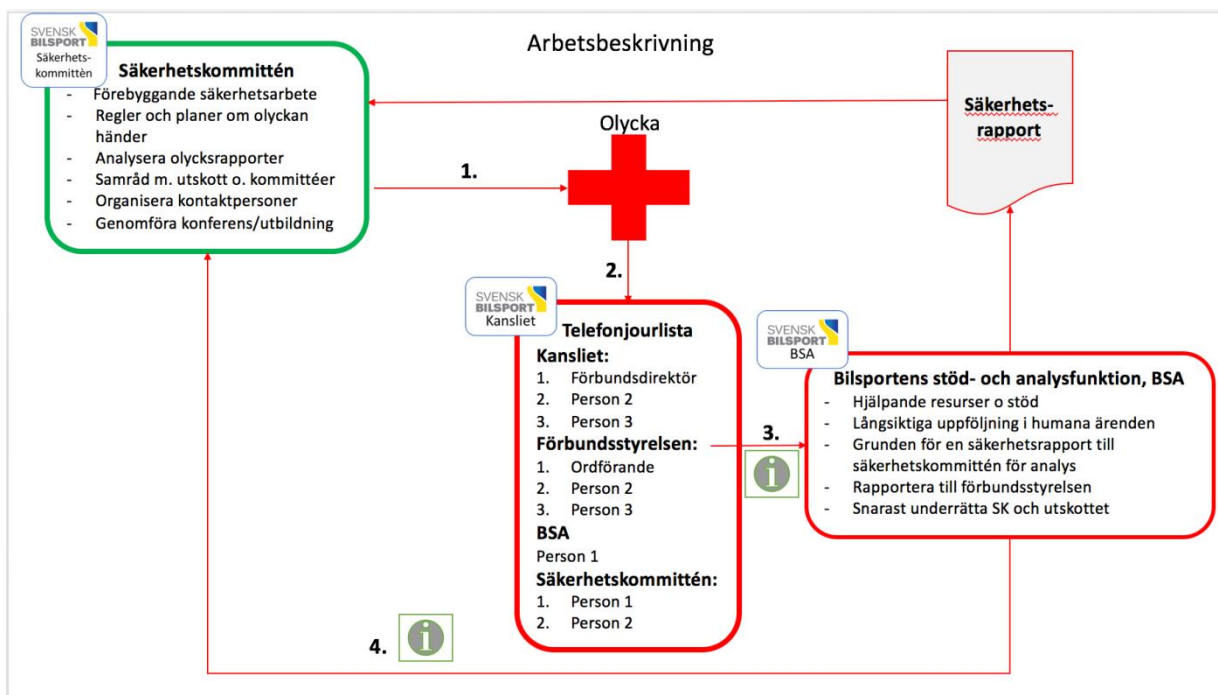 Arbetsbeskrivning
SVENSK
BILSPORT
Säkerhets-
kommittèn
Säkerhetskommittén
- Förebyggande säkerhetsarbete
- Regler och planer om olyckan
händer
- Analysera olycksrapporter
- Samråd m. utskott o. kommittéer
- Organisera kontaktpersoner
- Genomföra konferens/utbildning
1.
Olycka
Säkerhets-
rapport
2.
SVENSK
BILSPORT
Kansliet
Telefonjourlista
Kansliet:
1. Förbundsdirektör
2. Person 2
3. Person 3
Förbundsstyrelsen:
1. Ordförande
2. Person 2
3. Person 3
BSA
Person 1
Säkerhetskommittén:
1. Person 1
2. Person 2
3.
i
SVENSK
BILSPORT
BSA
Bilsportens stöd- och analysfunktion, BSA
- Hjälpande resurser o stöd
- Långsiktiga uppföljning i humana ärenden
- Grunden för en säkerhetsrapport till
säkerhetskommittén för analys
- Rapportera till förbundsstyrelsen
- Snarast underrätta SK och utskottet
4.
i